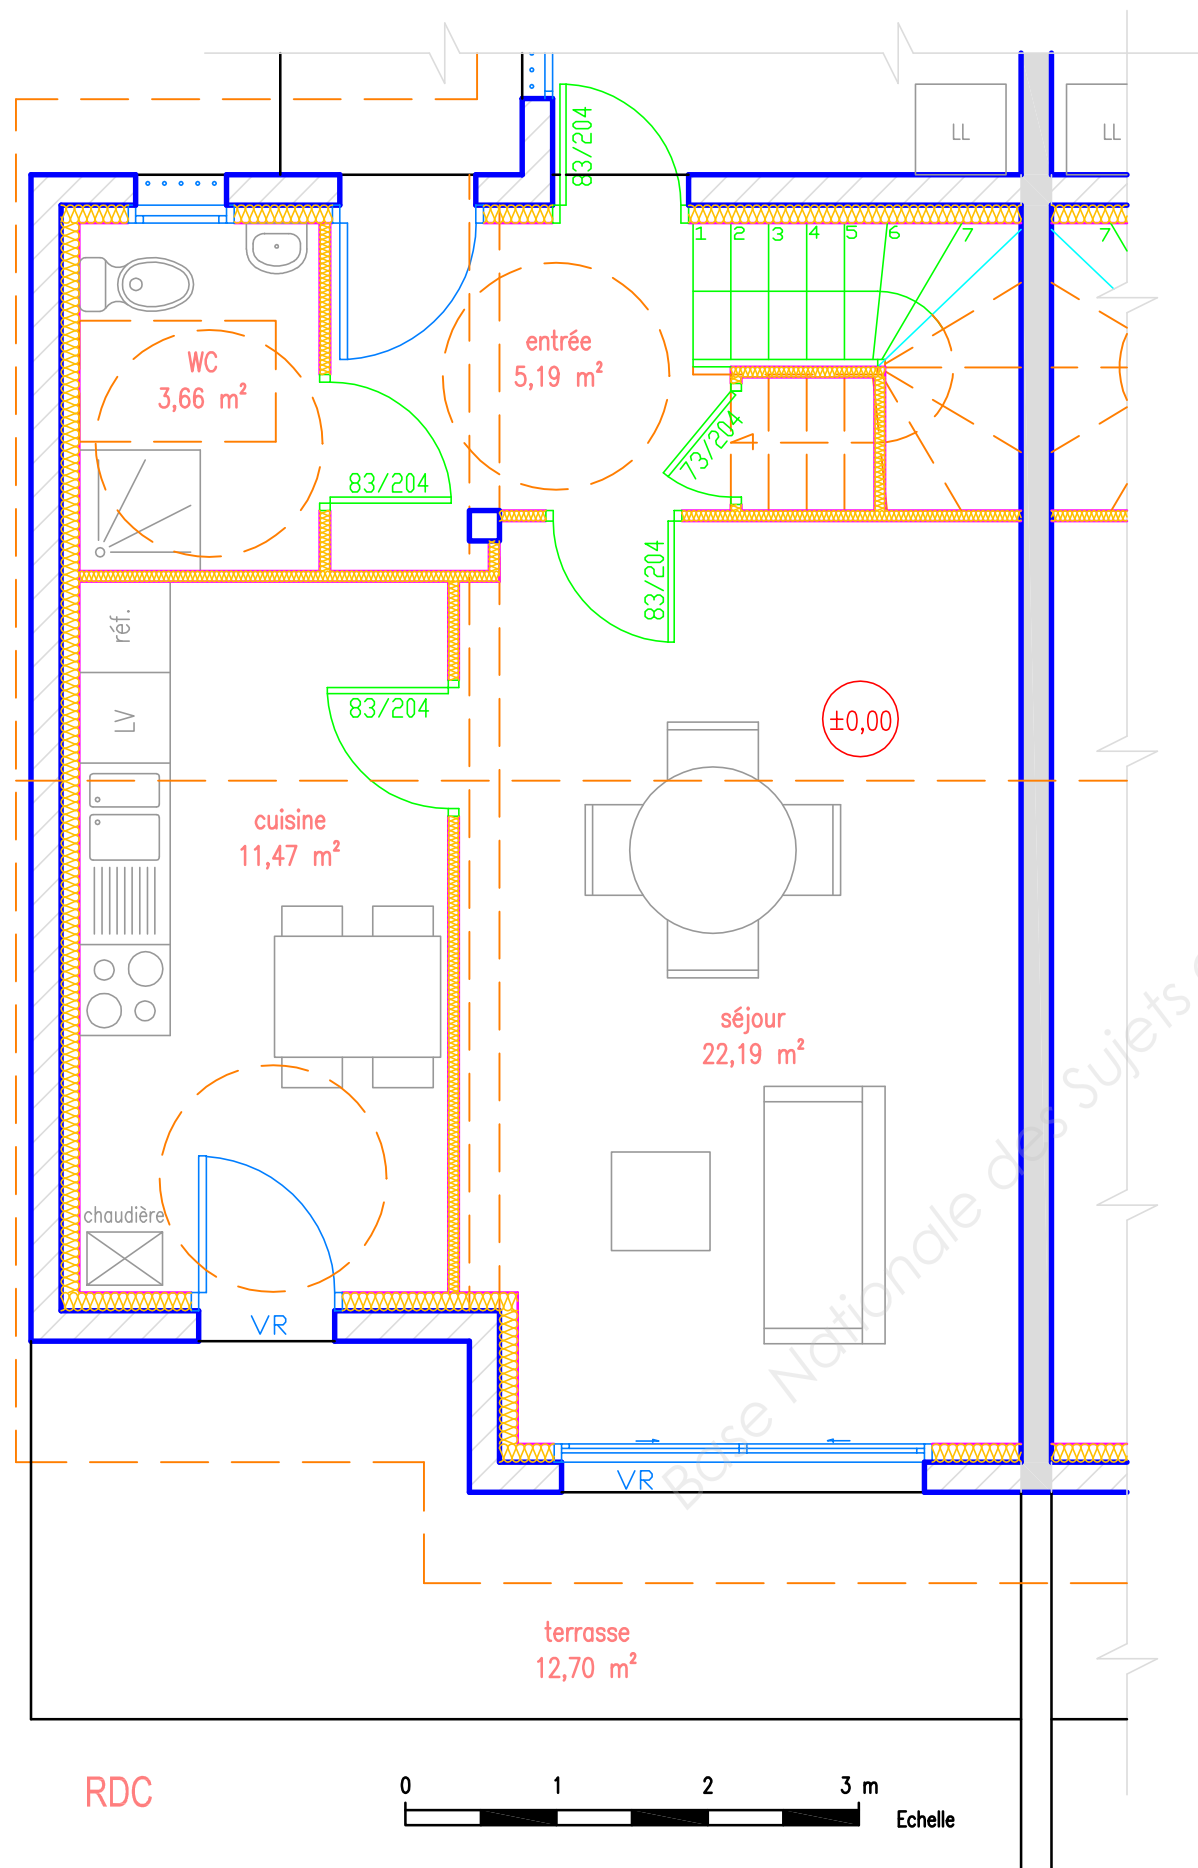 83/204
LL
LL
1 2 3 4 5 6 7
7
WC
3,66 m²
entrée
5,19 m²
83/204
73/204
83/204
réf.
LV
83/204
±0,00
cuisine
11,47 m²
séjour
22,19 m²
chaudière
VR
VR
Base Nationale des Sujets
terrasse
12,70 m²
RDC
0 1 2 3 m
Echelle